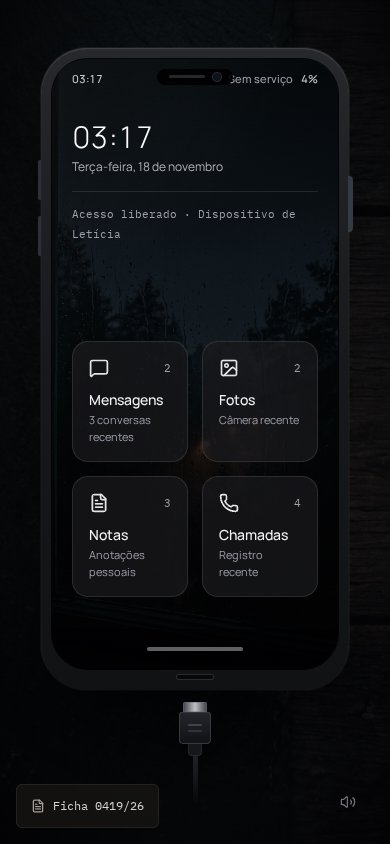 03:17 Sem serviço 4%
03:17
Terça-feira, 18 de novembro
Acesso liberado · Dispositivo de
Letícia
2
Mensagens
3 conversas
recentes
2
Fotos
Câmera recente
3
Notas
Anotações
pessoais
4
Chamadas
Registro
recente
Ficha 0419/26